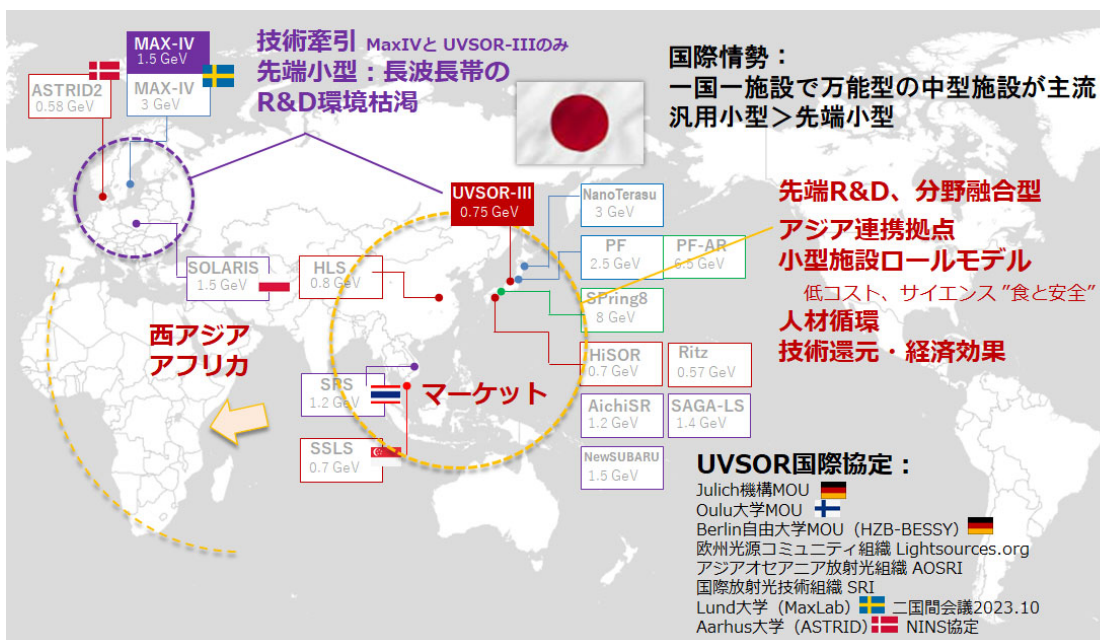 MAX-IV
1.5 GeV
MAX-IV
3 GeV
ASTRID2
0.58 GeV
技術牽引 MaxIVと UVSOR-IIIのみ
先端小型：長波長帯の
R&D環境枯渇
国際情勢：
一国一施設で万能型の中型施設が主流
汎用小型＞先端小型
UVSOR-III
0.75 GeV
NanoTerasu
3 GeV
PF
2.5 GeV
PF-AR
6.5 GeV
SPring8
8 GeV
SOLARIS
1.5 GeV
HLS
0.8 GeV
先端R&D、分野融合型
アジア連携拠点
小型施設ロールモデル
低コスト、サイエンス ”食と安全”
人材循環
技術還元・経済効果
西アジア
アフリカ
HiSOR
0.7 GeV
Ritz
0.57 GeV
SPS
1.2 GeV
マーケット
AichiSR
1.2 GeV
SAGA-LS
1.4 GeV
SSLS
0.7 GeV
NewSUBARU
1.5 GeV
UVSOR国際協定：
Julich機構MOU
Oulu大学MOU
Berlin自由大学MOU（HZB-BESSY）
欧州光源コミュニティ組織 Lightsources.org
アジアオセアニア放射光組織 AOSRI
国際放射光技術組織 SRI
Lund大学（MaxLab） 二国間会議2023.10
Aarhus大学（ASTRID） NINS協定